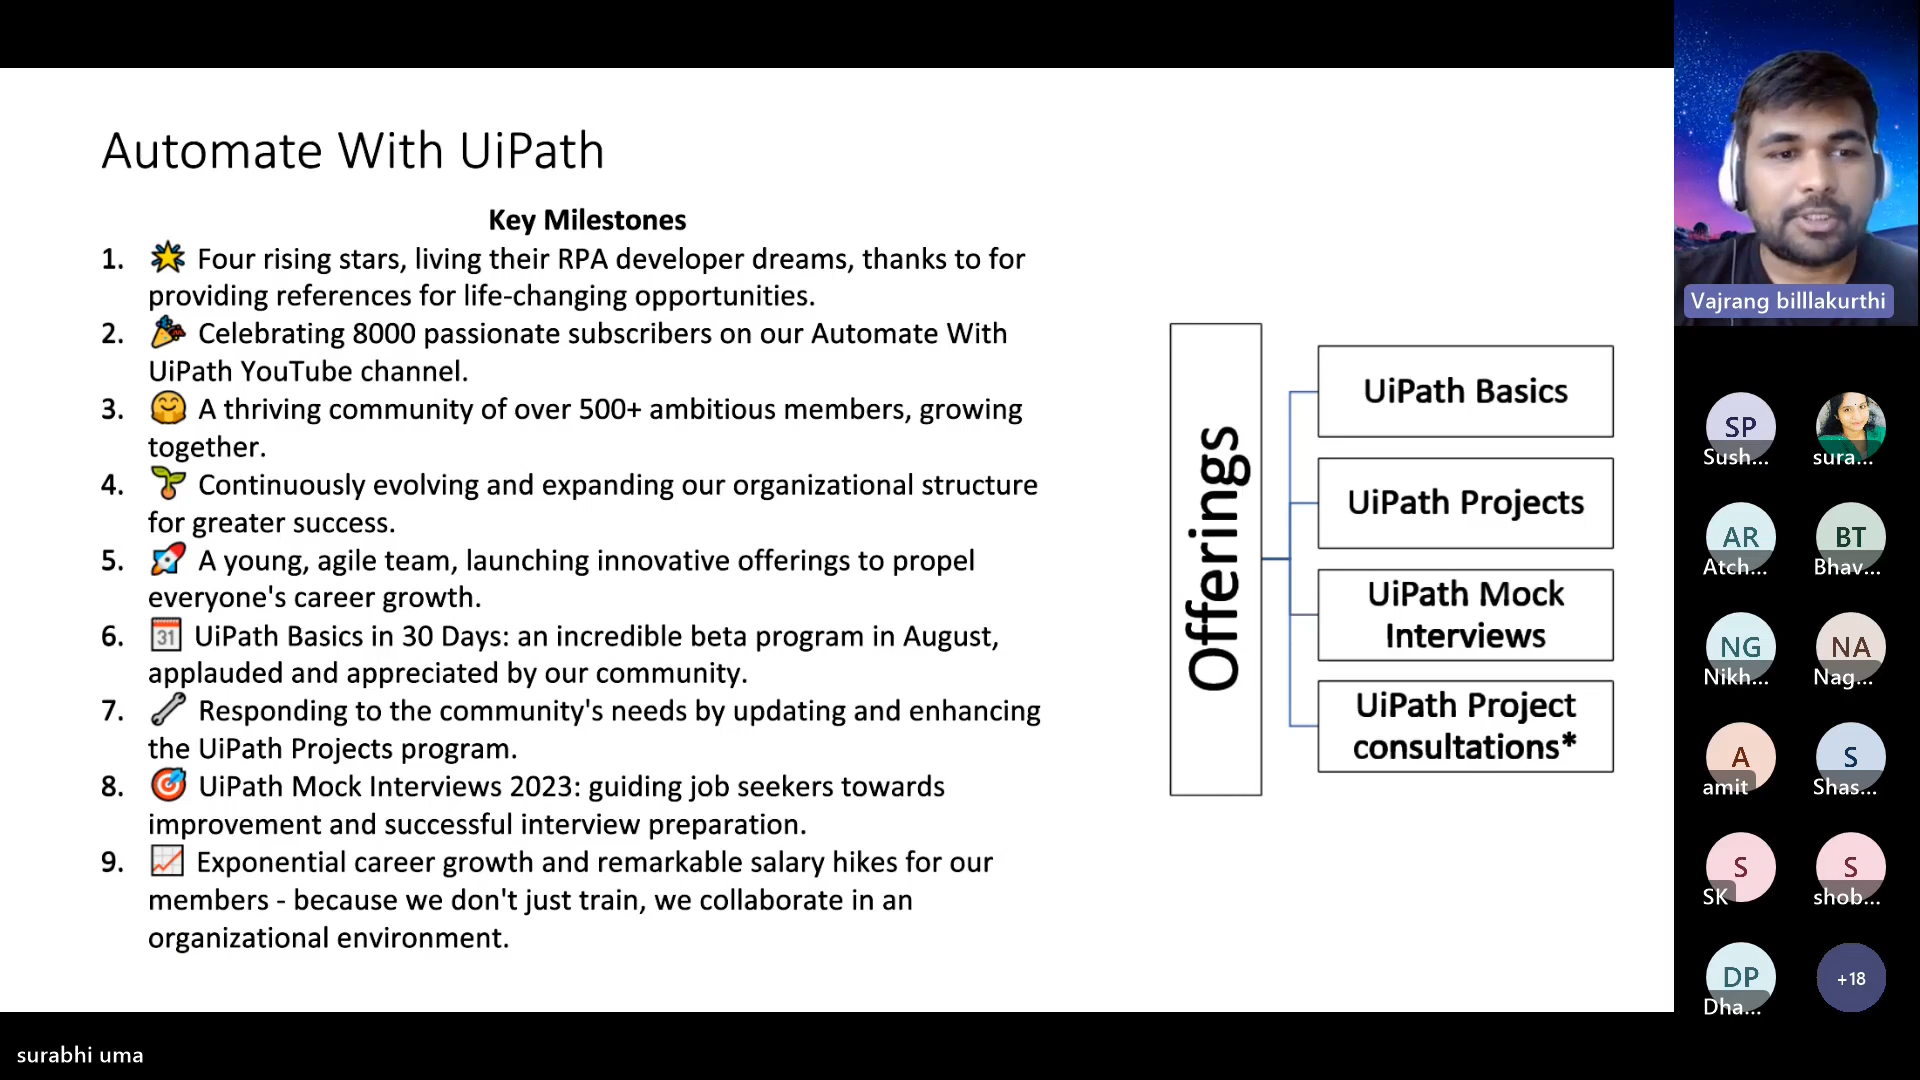 Automate With UiPath
Key Milestones
1. 🌟 Four rising stars, living their RPA developer dreams, thanks to for
providing references for life-changing opportunities.
2. 🎉 Celebrating 8000 passionate subscribers on our Automate With
UiPath YouTube channel.
3. 🤗 A thriving community of over 500+ ambitious members, growing
together.
4. 🌱 Continuously evolving and expanding our organizational structure
for greater success.
5. 🚀 A young, agile team, launching innovative offerings to propel
everyone's career growth.
6. 📅 UiPath Basics in 30 Days: an incredible beta program in August,
applauded and appreciated by our community.
7. 🔧 Responding to the community's needs by updating and enhancing
the UiPath Projects program.
8. 🎯 UiPath Mock Interviews 2023: guiding job seekers towards
improvement and successful interview preparation.
9. 📈 Exponential career growth and remarkable salary hikes for our
members - because we don't just train, we collaborate in an
organizational environment.
Offerings
UiPath Basics
UiPath Projects
UiPath Mock
Interviews
UiPath Project
consultations*
Vajrang billlakurthi
SP
Sush...
sura...
AR
Atch...
BT
Bhav...
NG
Nikh...
NA
Nag...
A
amit
S
Shas...
S
SK
S
shob...
DP
Dha...
+18
surabhi uma